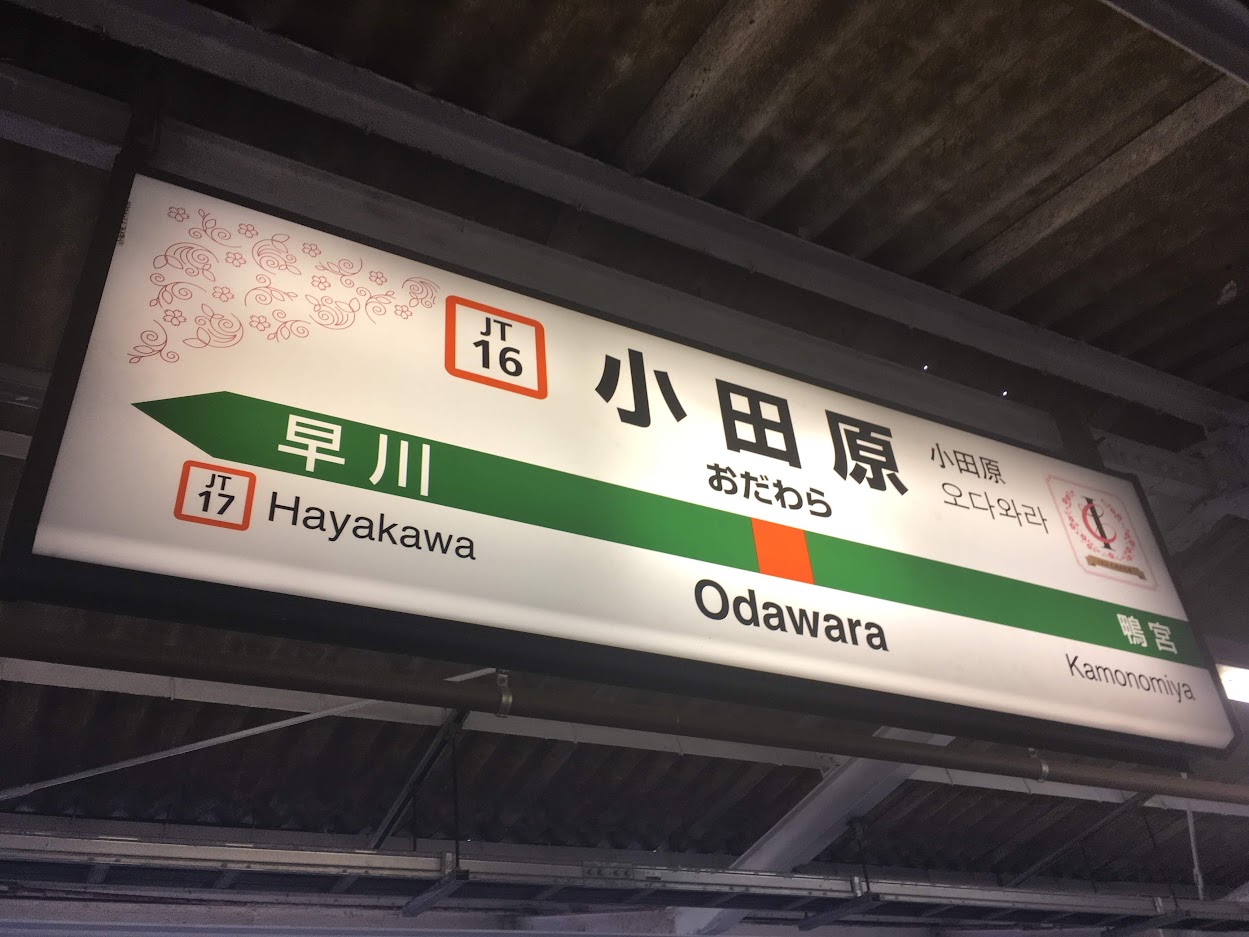 JT
16
小田原
おだわら
小田原
오다와라
早川
JT
17
Hayakawa
Odawara
鴨宮
Kamonomiya